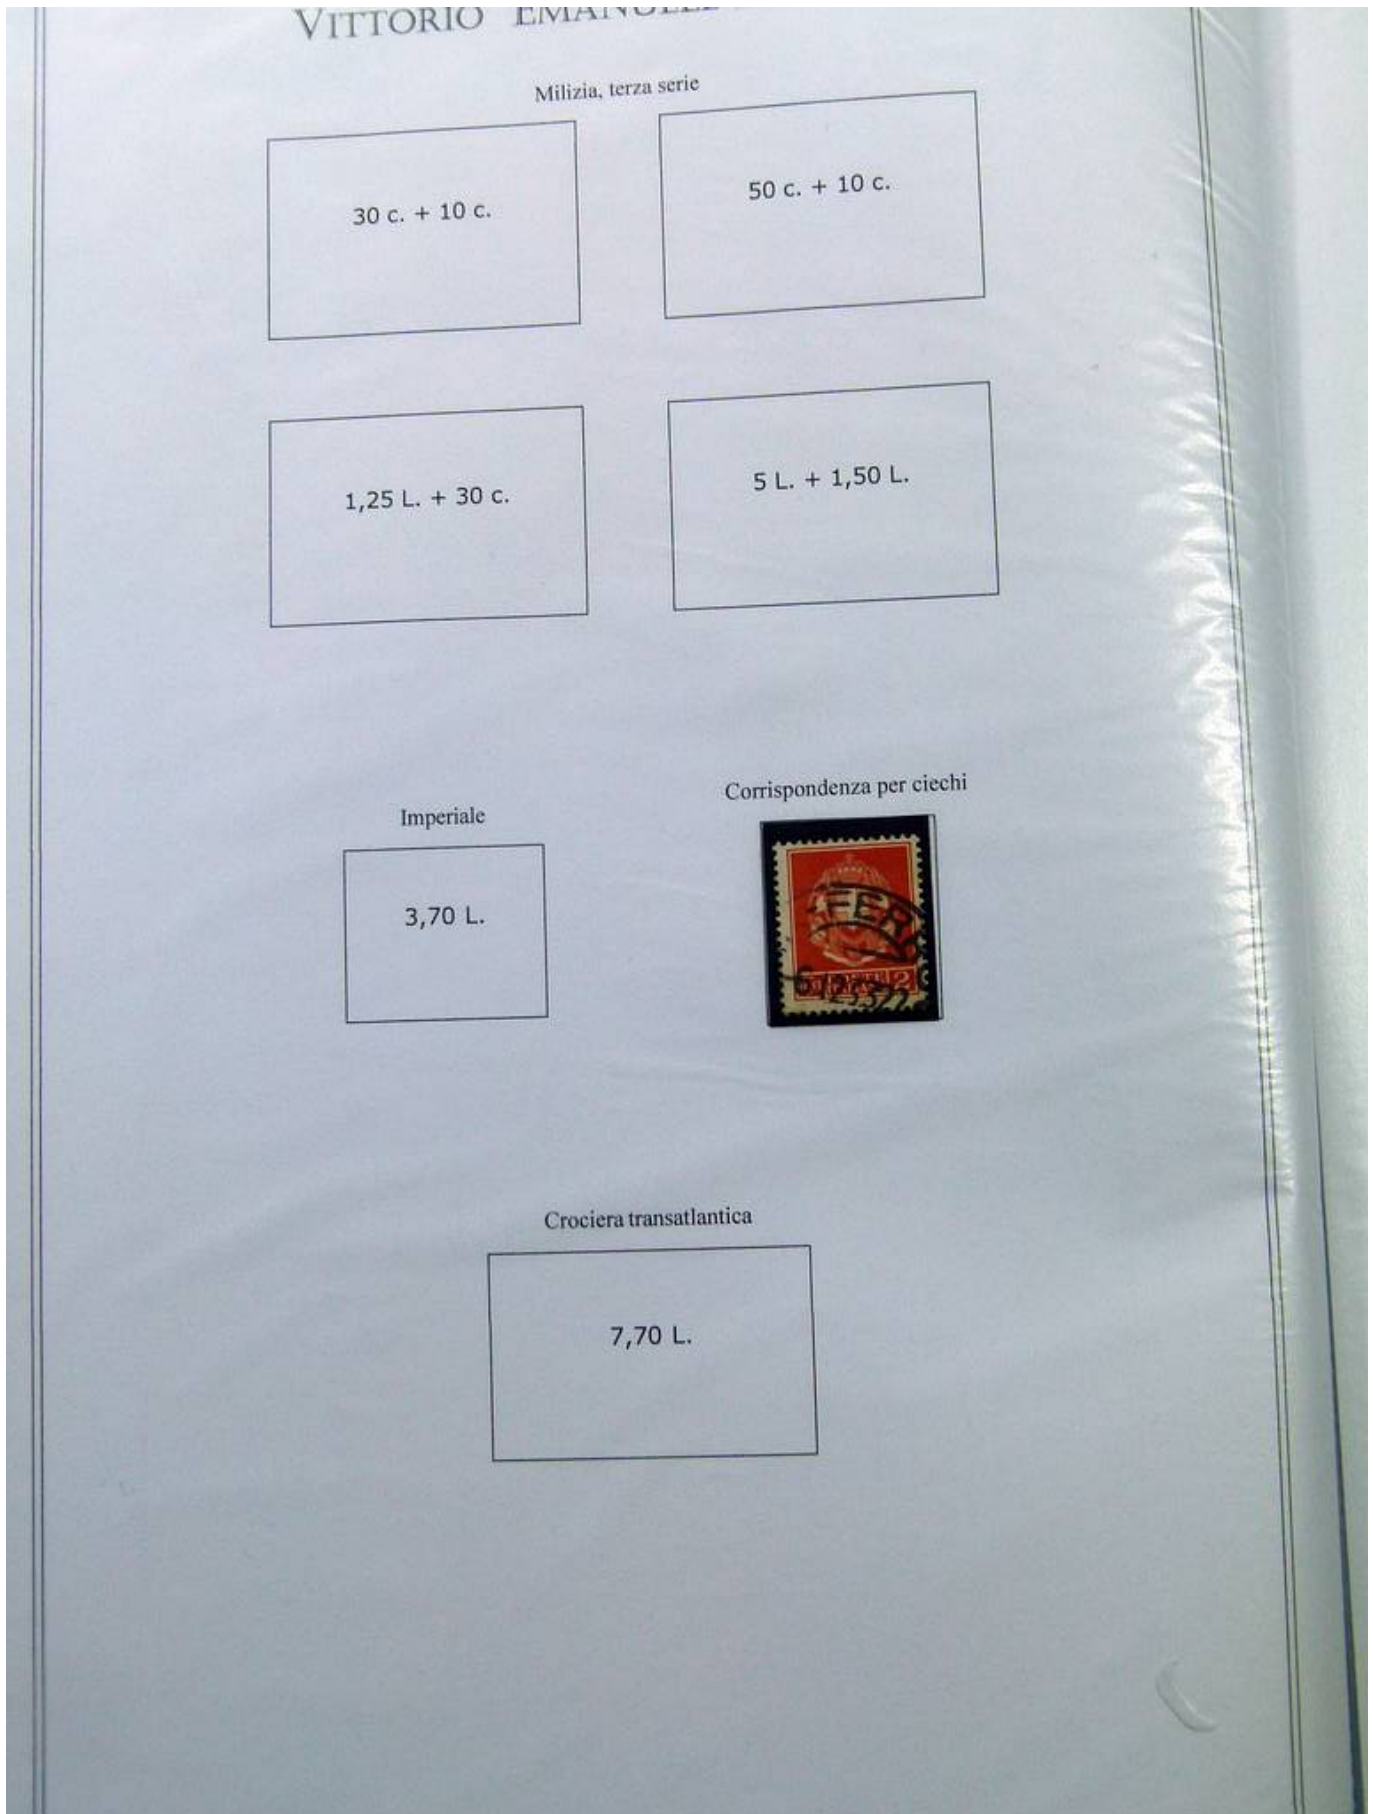 VITTORIO
Milizia, terza serie
30 c. + 10 c.
50 c. + 10 c.
1,25 L. + 30 c.
5 L. + 1,50 L.
Imperiale
3,70 L.
Corrispondenza per ciechi
2
Crociera transatlantica
7,70 L.